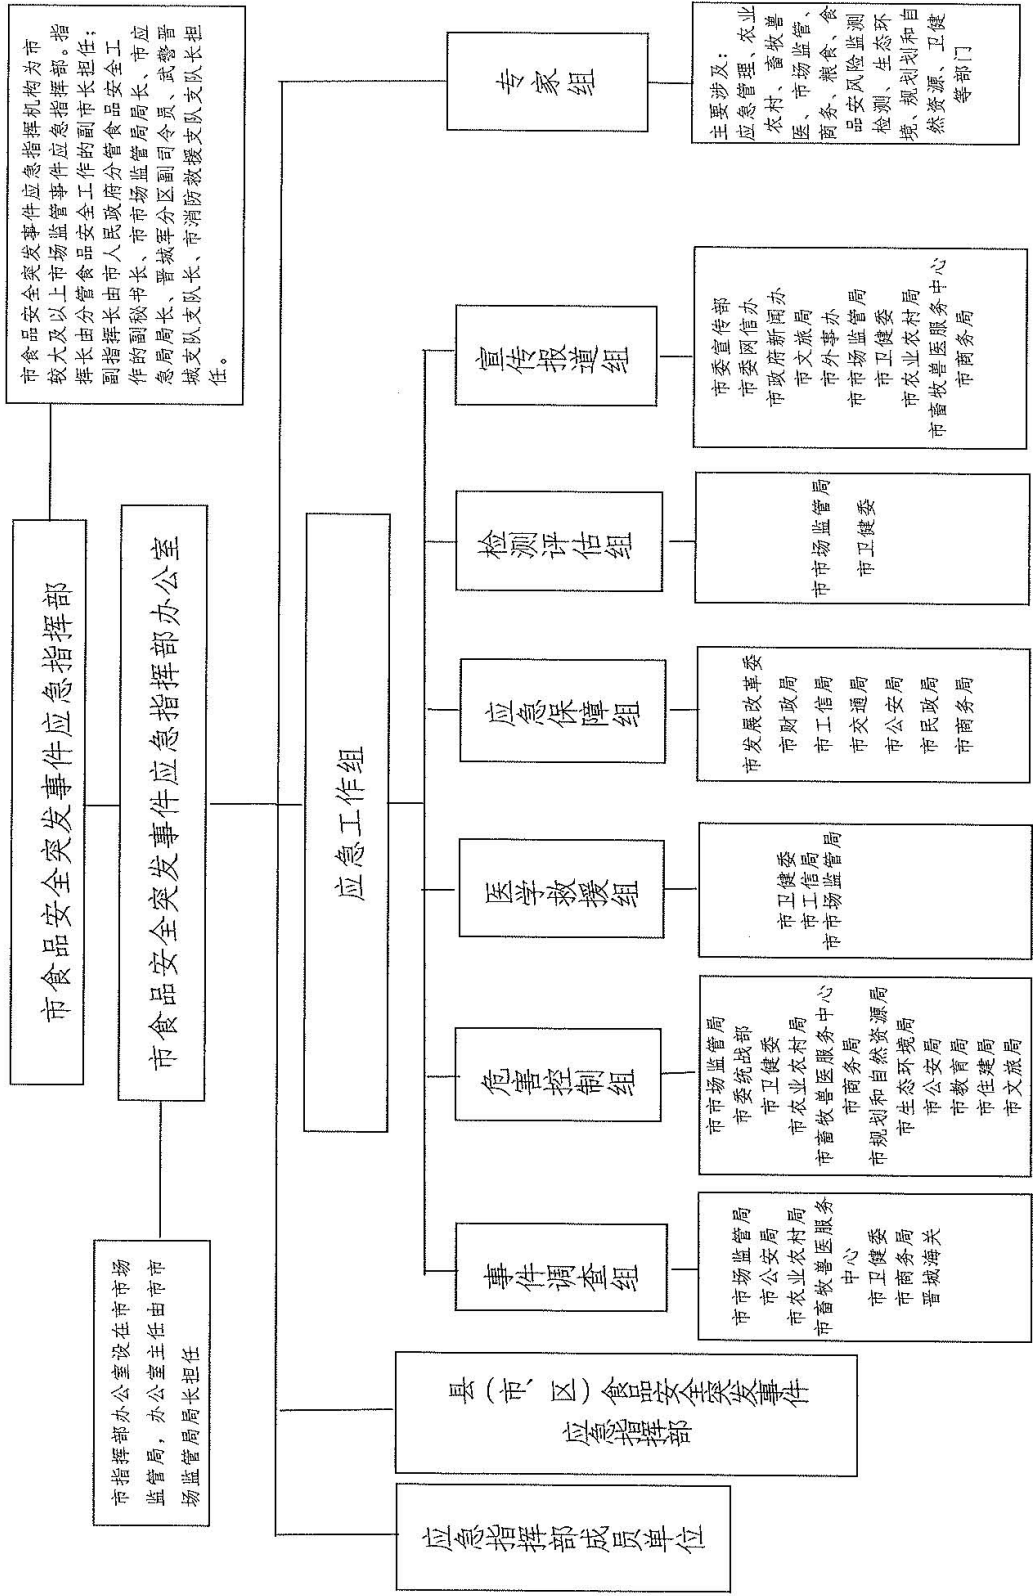 市食品安全突发事件应急指挥部
市食品安全突发事件应急指挥机构为市
较大及以上市场监管事件应急指挥部。指
挥长由分管食品安全工作的副市长担任；
副指挥长由市人民政府分管食品安全工
作的副秘书长、市市场监管局局长、市应
急局局长、晋城军分区副司令员、武警晋
城支队支队长、市消防救援支队支队长担
任。
市食品安全突发事件应急指挥部办公室
市指挥部办公室设在市市场
监管局，办公室主任由市市
场监管局局长担任
应急指挥部成员单位
县（市、区）食品安全突发事件
应急指挥部
应急工作组
专家组
主要涉及：
应急管理、农业
农村、畜牧兽
医、市场监管、
商务、粮食、食
品安风险监测
检测、生态环
境、规划划和自
然资源、卫健
等部门
事件调查组
市市场监管局
市公安局
市农业农村局
市畜牧兽医服务
中心
市卫健委
市商务局
晋城海关
危害控制组
市市场监管局
市委统战部
市卫健委
市农业农村局
市畜牧兽医服务中心
市商务局
市规划和自然资源局
市生态环境局
市公安局
市教育局
市住建局
市文旅局
医学救援组
市卫健委
市工信局
市市场监管局
应急保障组
市发展改革委
市财政局
市工信局
市交通局
市公安局
市民政局
市商务局
检测评估组
市市场监管局
市卫健委
宣传报道组
市委宣传部
市委网信办
市政府新闻办
市文旅局
市外事办
市市场监管局
市卫健委
市农业农村局
市畜牧兽医服务中心
市商务局